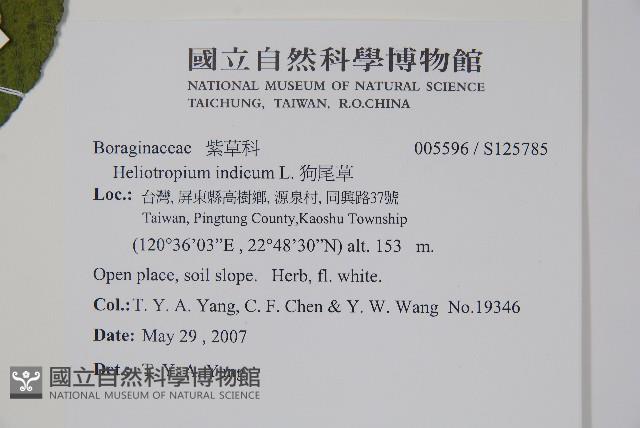 國立自然科學博物館
NATIONAL MUSEUM OF NATURAL SCIENCE
TAICHUNG, TAIWAN, R.O.CHINA
Boraginaceae 紫草科 005596 / S125785
Heliotropium indicum L. 狗尾草
Loc.: 台灣, 屏東縣高樹鄉, 源泉村, 同興路37號
Taiwan, Pingtung County,Kaoshu Township
(120°36’03”E , 22°48’30”N) alt. 153 m.
Open place, soil slope. Herb, fl. white.
Col.: T. Y. A. Yang, C. F. Chen & Y. W. Wang No.19346
Date: May 29 , 2007
Det.: T. Y. A. Yang
國立自然科學博物館
NATIONAL MUSEUM OF NATURAL SCIENCE